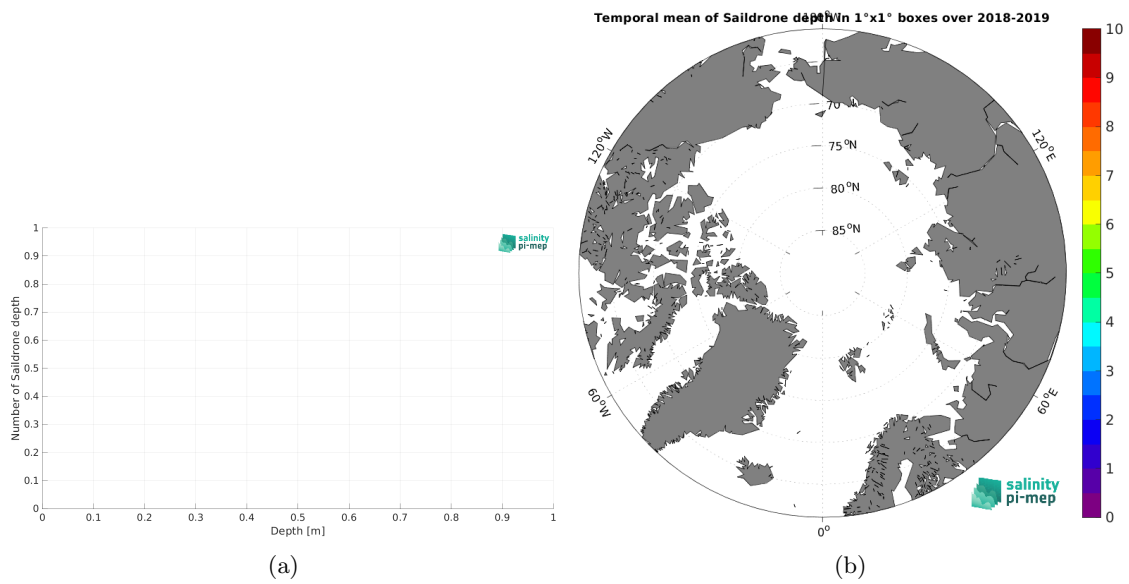 Temporal mean of Saildrone depth in 1°x1° boxes over 2018-2019
180°W
70°N
75°N
80°N
85°N
120°W
120°E
60°W
60°E
0°
salinity
pi-mep
10
9
8
7
6
5
4
3
2
1
0
1
0.9
0.8
0.7
0.6
0.5
0.4
0.3
0.2
0.1
0
Number of Saildrone depth
salinity
pi-mep
0 0.1 0.2 0.3 0.4 0.5 0.6 0.7 0.8 0.9 1
Depth [m]
(a)
(b)